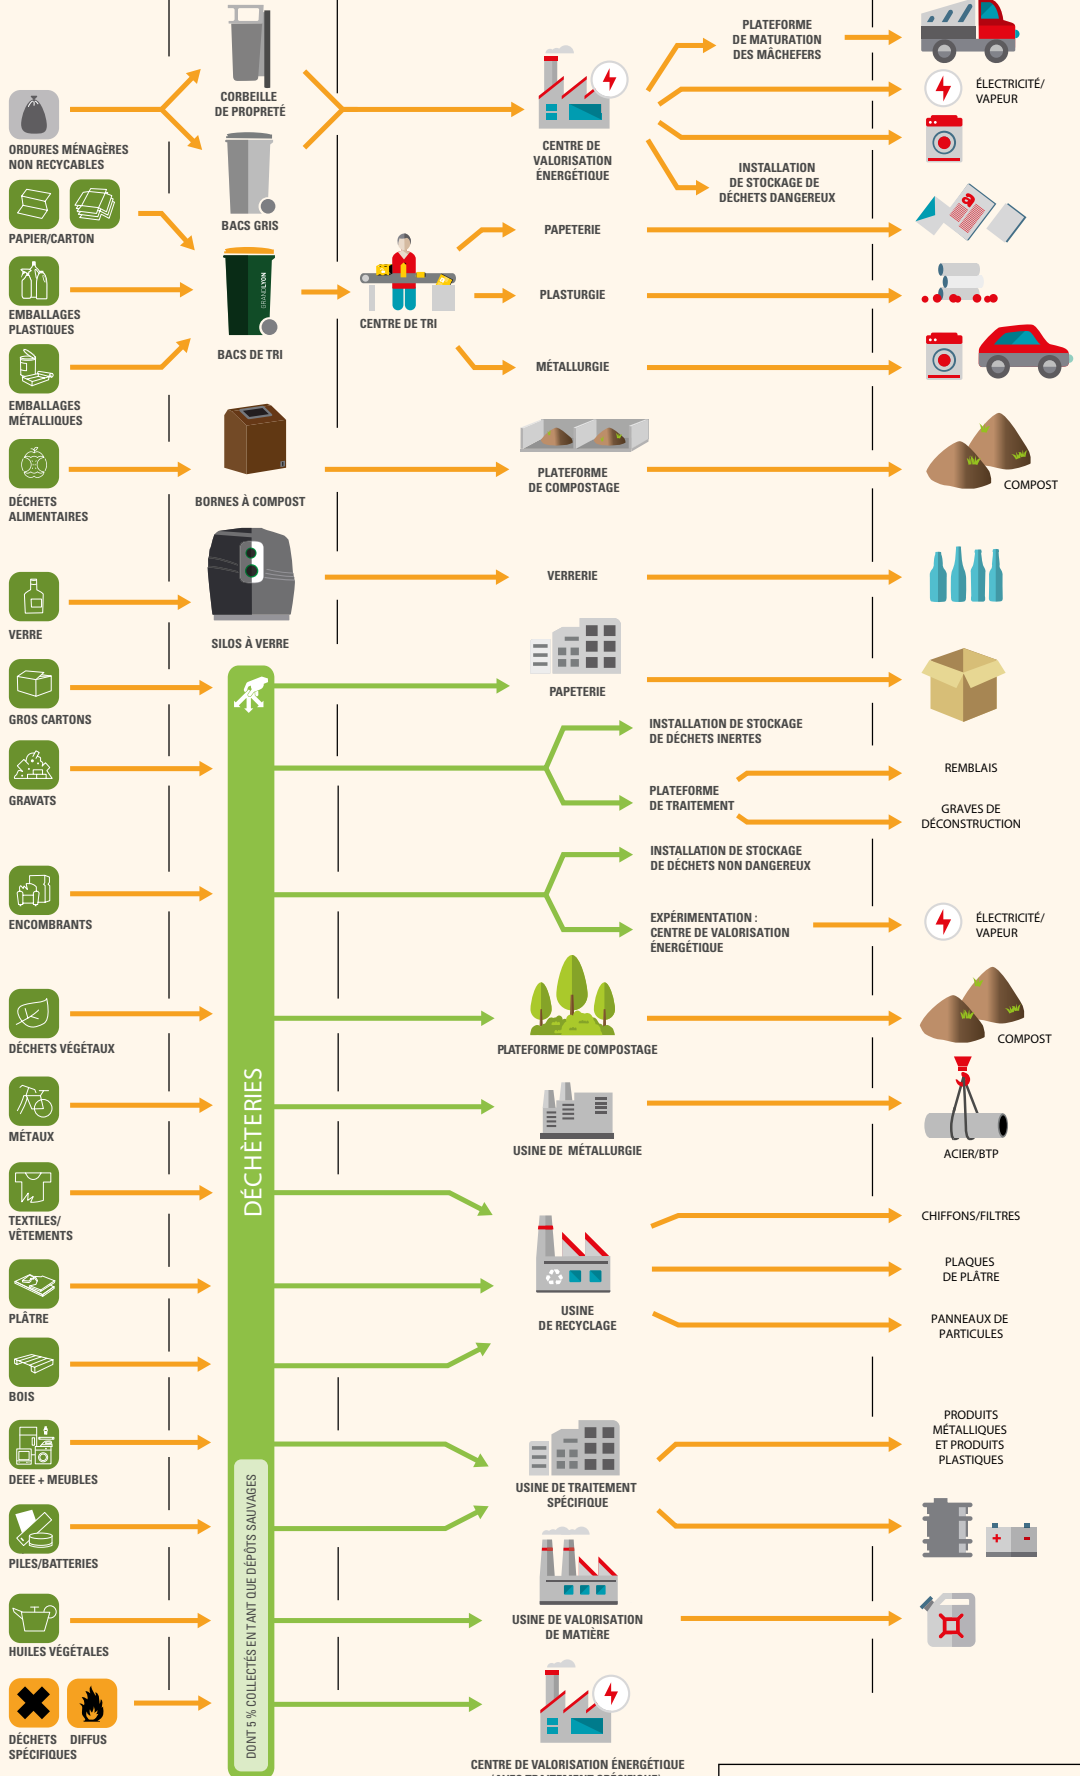 PLATEFORME
DE MATURATION
DES MÂCHEFERS
ÉLECTRICITÉ/
VAPEUR
CORBEILLE
DE PROPRETÉ
ORDURES MÉNAGÈRES
NON RECYCABLES
CENTRE DE
VALORISATION
ÉNERGÉTIQUE
INSTALLATION
DE STOCKAGE DE
DÉCHETS DANGEREUX
BACS GRIS
PAPIER/CARTON
PAPETERIE
a
GRANDLYON
EMBALLAGES
PLASTIQUES
CENTRE DE TRI
PLASTURGIE
BACS DE TRI
MÉTALLURGIE
EMBALLAGES
MÉTALLIQUES
DÉCHETS
ALIMENTAIRES
BORNES À COMPOST
PLATEFORME
DE COMPOSTAGE
COMPOST
VERRE
SILOS À VERRE
VERRERIE
GROS CARTONS
PAPETERIE
GRAVATS
INSTALLATION DE STOCKAGE
DE DÉCHETS INERTES
PLATEFORME
DE TRAITEMENT
REMBLAIS
GRAVES DE
DÉCONSTRUCTION
ENCOMBRANTS
INSTALLATION DE STOCKAGE
DE DÉCHETS NON DANGEREUX
EXPÉRIMENTATION :
CENTRE DE VALORISATION
ÉNERGÉTIQUE
ÉLECTRICITÉ/
VAPEUR
DÉCHETS VÉGÉTAUX
PLATEFORME DE COMPOSTAGE
COMPOST
MÉTAUX
USINE DE MÉTALLURGIE
ACIER/BTP
DÉCHÈTERIES
TEXTILES/
VÊTEMENTS
CHIFFONS/FILTRES
PLÂTRE
USINE
DE RECYCLAGE
PLAQUES
DE PLÂTRE
PANNEAUX DE
PARTICULES
BOIS
DEEE + MEUBLES
USINE DE TRAITEMENT
SPÉCIFIQUE
PRODUITS
MÉTALLIQUES
ET PRODUITS
PLASTIQUES
DONT 5 % COLLECTÉS EN TANT QUE DÉPÔTS SAUVAGES
PILES/BATTERIES
+ -
HUILES VÉGÉTALES
USINE DE VALORISATION
DE MATIÈRE
DÉCHETS DIFFUS
SPÉCIFIQUES
CENTRE DE VALORISATION ÉNERGÉTIQUE
(AVEC TRAITEMENT SPÉCIFIQUE)